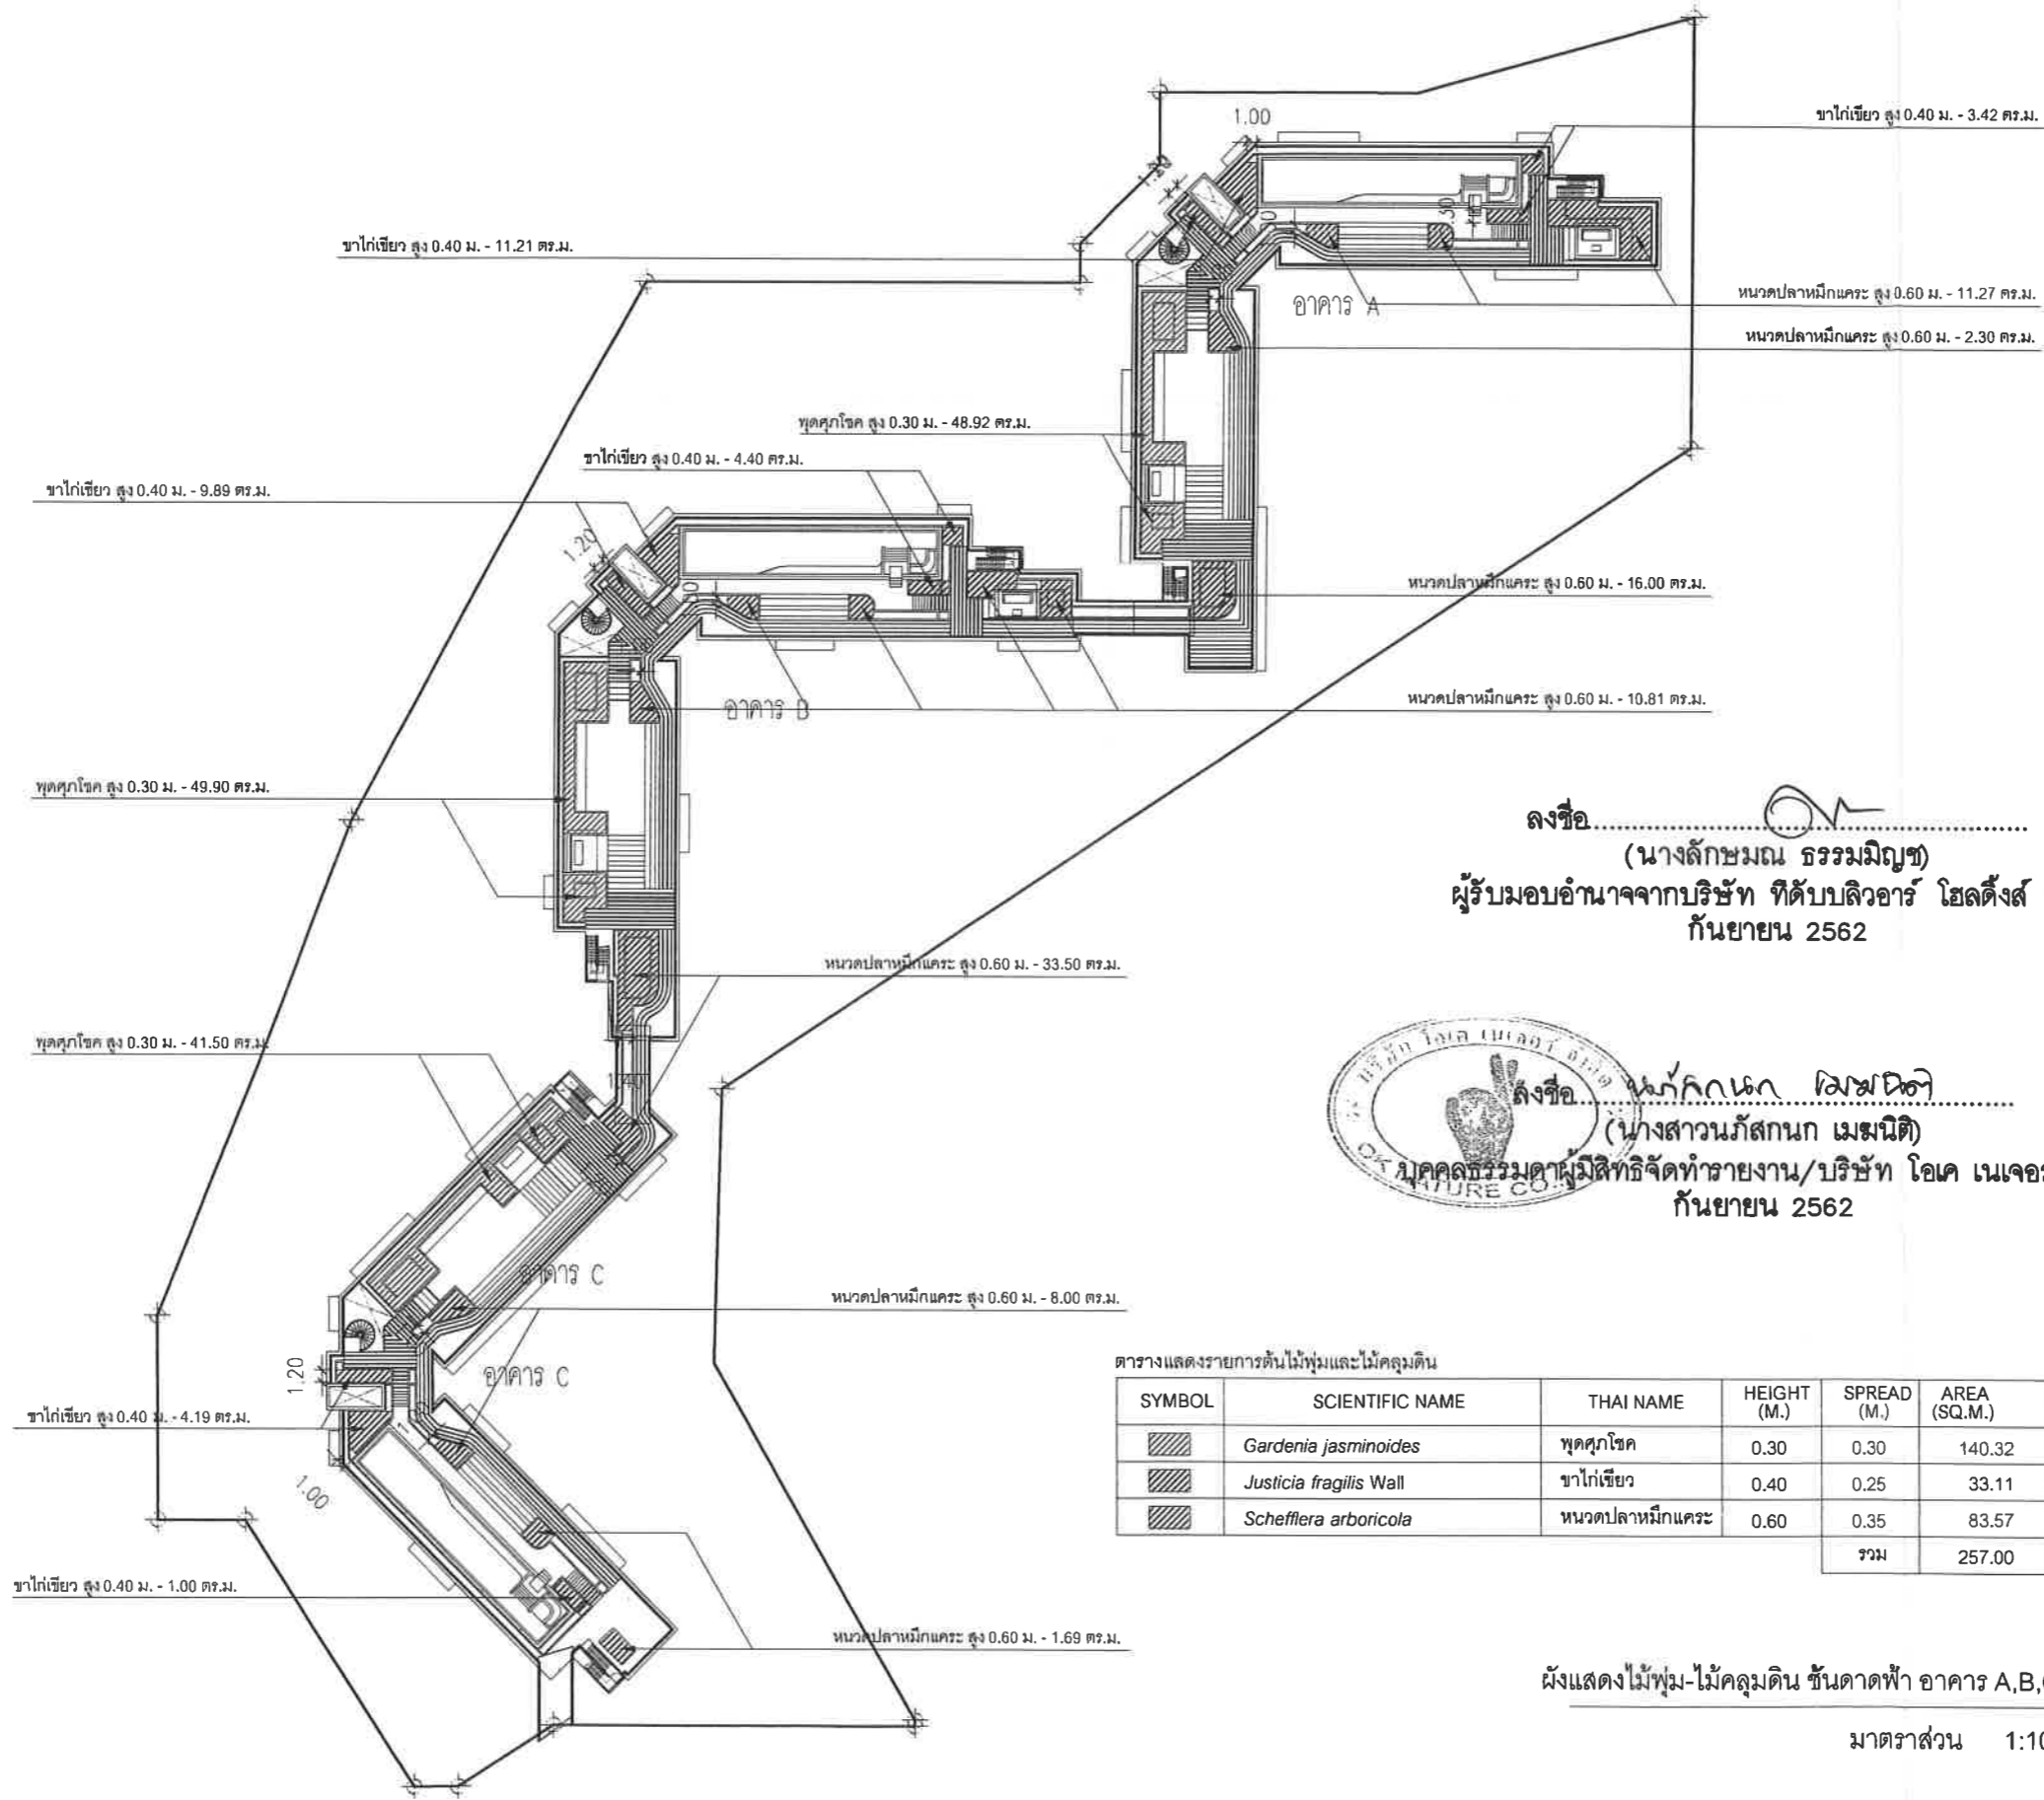 1.00
ขาไก่เขียว สูง 0.40 ม. - 3.42 ตร.ม.
1.20
ขาไก่เขียว สูง 0.40 ม. - 11.21 ตร.ม.
หนวดปลาหมึกแคระ สูง 0.60 ม. - 11.27 ตร.ม.
อาคาร A
หนวดปลาหมึกแคระ สูง 0.60 ม. - 2.30 ตร.ม.
พุดศุภโชค สูง 0.30 ม. - 48.92 ตร.ม.
ขาไก่เขียว สูง 0.40 ม. - 4.40 ตร.ม.
ขาไก่เขียว สูง 0.40 ม. - 9.89 ตร.ม.
1.20
หนวดปลาหมึกแคระ สูง 0.60 ม. - 16.00 ตร.ม.
หนวดปลาหมึกแคระ สูง 0.60 ม. - 10.81 ตร.ม.
อาคาร B
พุดศุภโชค สูง 0.30 ม. - 49.90 ตร.ม.
ลงชื่อ
(นางลักษมณ ธรรมมิญช)
ผู้รับมอบอำนาจจากบริษัท ทีดับบลิวอาร์ โฮลดิ้งส์
กันยายน 2562
หนวดปลาหมึกแคระ สูง 0.60 ม. - 33.50 ตร.ม.
พุดศุภโชค สูง 0.30 ม. - 41.50 ตร.ม.
ลงชื่อ
(นางสาวนภัสกนก เมฆนิติ)
บุคคลธรรมดาผู้มีสิทธิจัดทำรายงาน/บริษัท โอเค เนเจอร์
กันยายน 2562
อาคาร C
หนวดปลาหมึกแคระ สูง 0.60 ม. - 8.00 ตร.ม.
1.20
อาคาร C
ขาไก่เขียว สูง 0.40 ม. - 4.19 ตร.ม.
1.00
ขาไก่เขียว สูง 0.40 ม. - 1.00 ตร.ม.
หนวดปลาหมึกแคระ สูง 0.60 ม. - 1.69 ตร.ม.
ตารางแสดงรายการต้นไม้พุ่มและไม้คลุมดิน
SYMBOL SCIENTIFIC NAME THAI NAME HEIGHT (M.) SPREAD (M.) AREA (SQ.M.)
Gardenia jasminoides พุดศุภโชค 0.30 0.30 140.32
Justicia fragilis Wall ขาไก่เขียว 0.40 0.25 33.11
Schefflera arboricola หนวดปลาหมึกแคระ 0.60 0.35 83.57
รวม 257.00
ผังแสดงไม้พุ่ม-ไม้คลุมดิน ชั้นดาดฟ้า อาคาร A,B,
มาตราส่วน 1:10